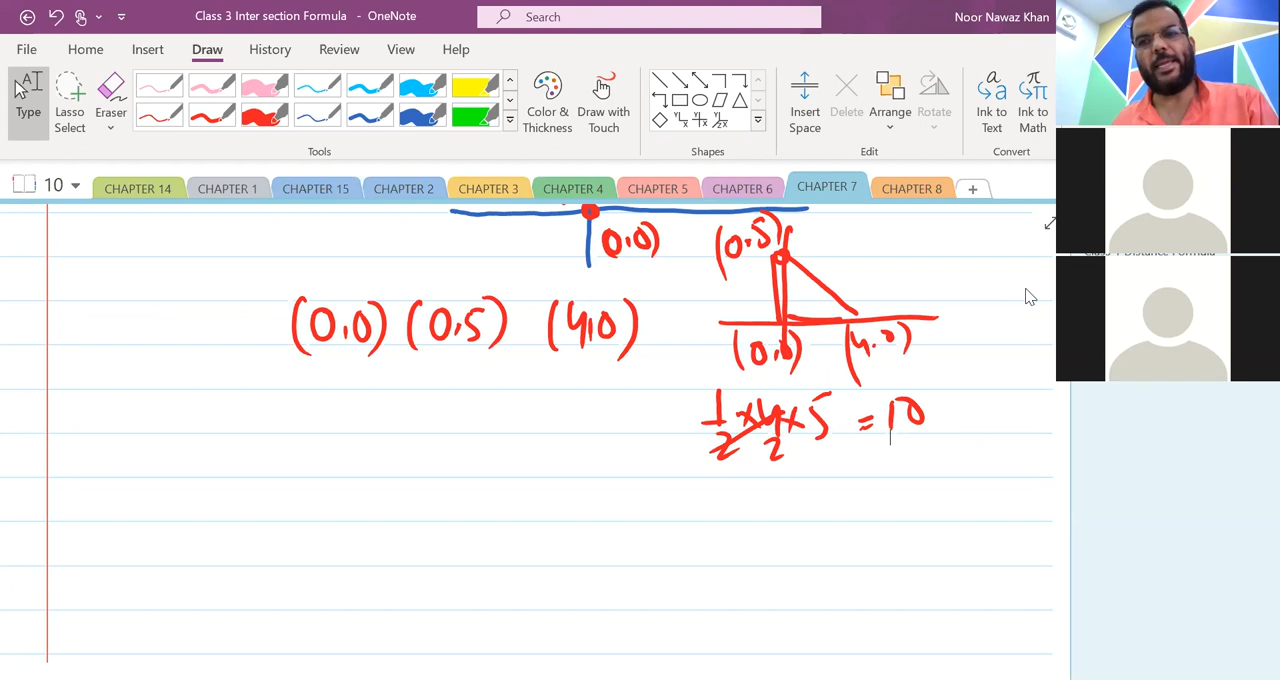 Class 3 Inter section Formula - OneNote
Search
Noor Nawaz Khan
File Home Insert Draw History Review View Help
Type
Lasso Select
Eraser
Color & Thickness
Draw with Touch
Insert Space
Delete
Arrange
Rotate
Ink to Text
Ink to Math
Tools
Shapes
Edit
Convert
10
CHAPTER 14 CHAPTER 1 CHAPTER 15 CHAPTER 2 CHAPTER 3 CHAPTER 4 CHAPTER 5 CHAPTER 6 CHAPTER 7 CHAPTER 8
0,0)
(0,5)
(0,0) (0,5) (4,0)
(0,0) (4,0)
1/2 × 4 × 5 = 10
2